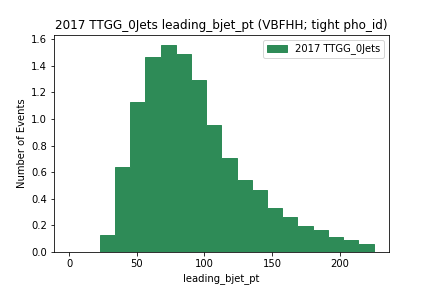 2017 TTGG_0Jets leading_bjet_pt (VBFHH; tight pho_id)
2017 TTGG_0Jets
Number of Events
1.6
1.4
1.2
1.0
0.8
0.6
0.4
0.2
0.0
0 50 100 150 200
leading_bjet_pt